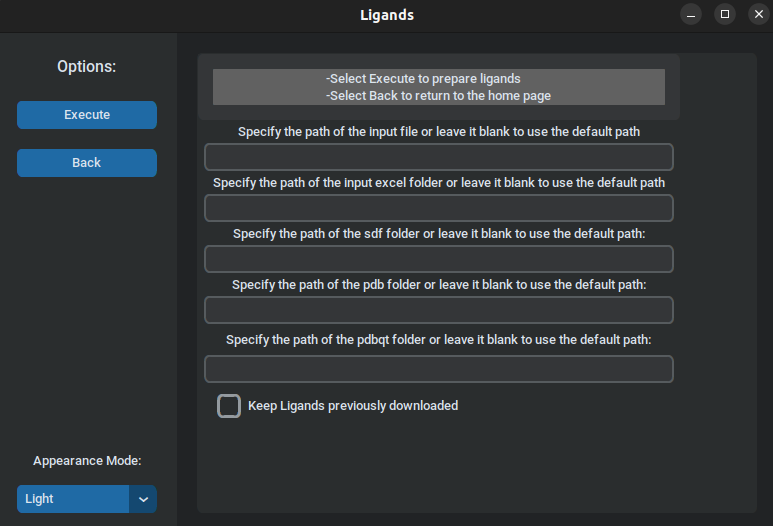 Ligands
Options:
Execute
Back
Appearance Mode:
Light
-Select Execute to prepare ligands
-Select Back to return to the home page
Specify the path of the input file or leave it blank to use the default path
Specify the path of the input excel folder or leave it blank to use the default path
Specify the path of the sdf folder or leave it blank to use the default path:
Specify the path of the pdb folder or leave it blank to use the default path:
Specify the path of the pdbqt folder or leave it blank to use the default path:
Keep Ligands previously downloaded